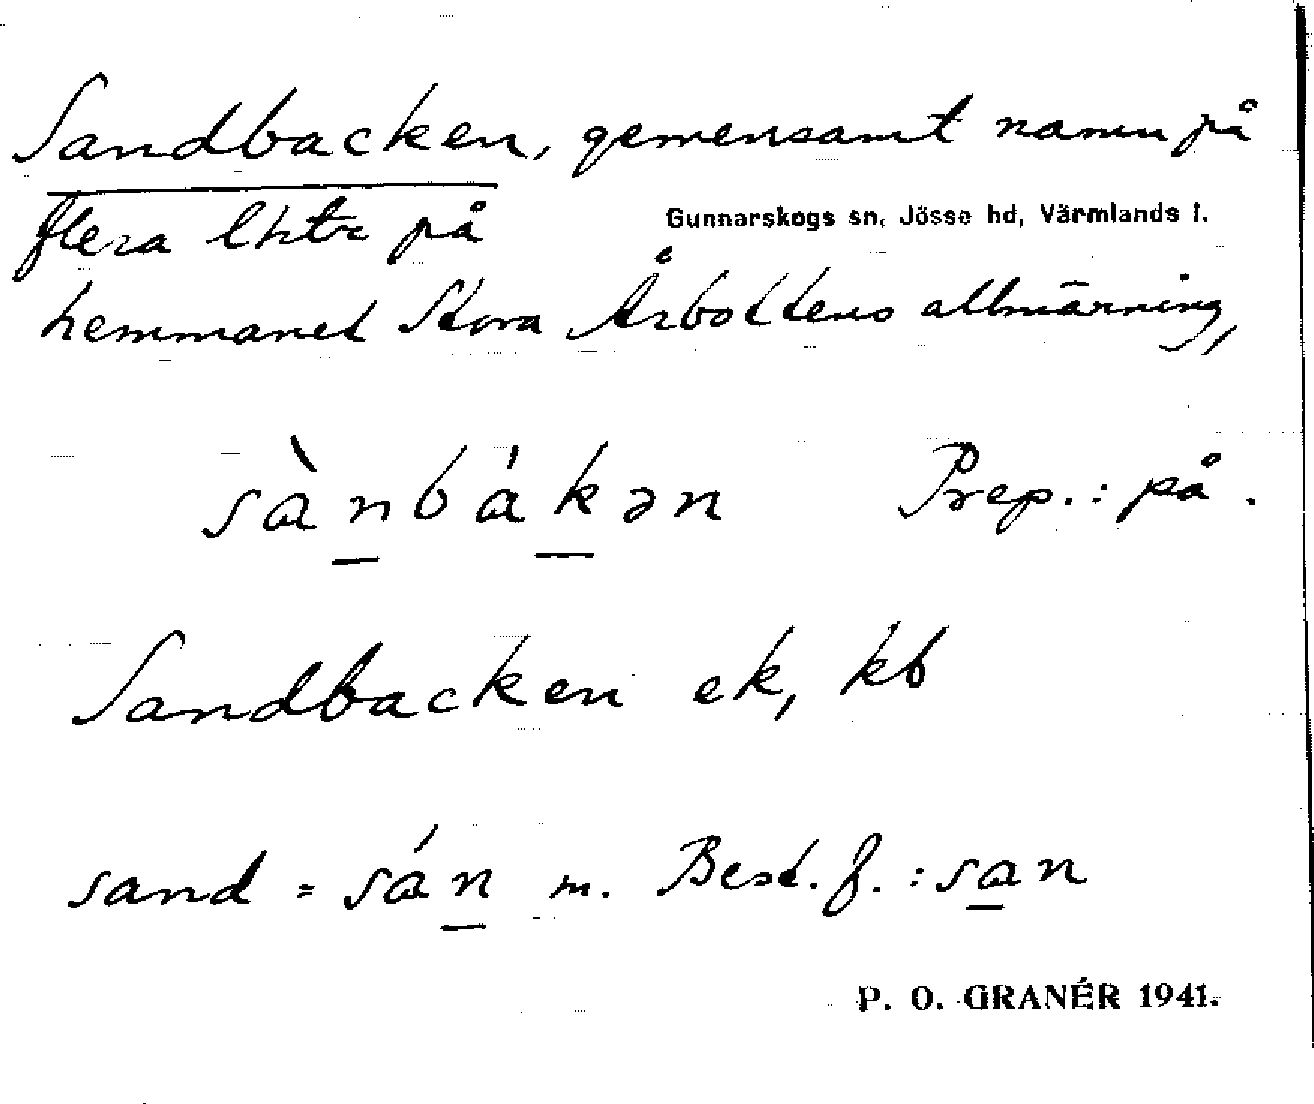 Sandbacken, gemensamt namn på
flera lhtr på
Gunnarskogs sn, Jösse hd, Värmlands l.
hemmanet Stora Årbottens allmänning,
sànbákən Prep.: på.
Sandbacken ek, kb
sand = sán m. Best. f. : san
P. O. GRANÉR 1941.